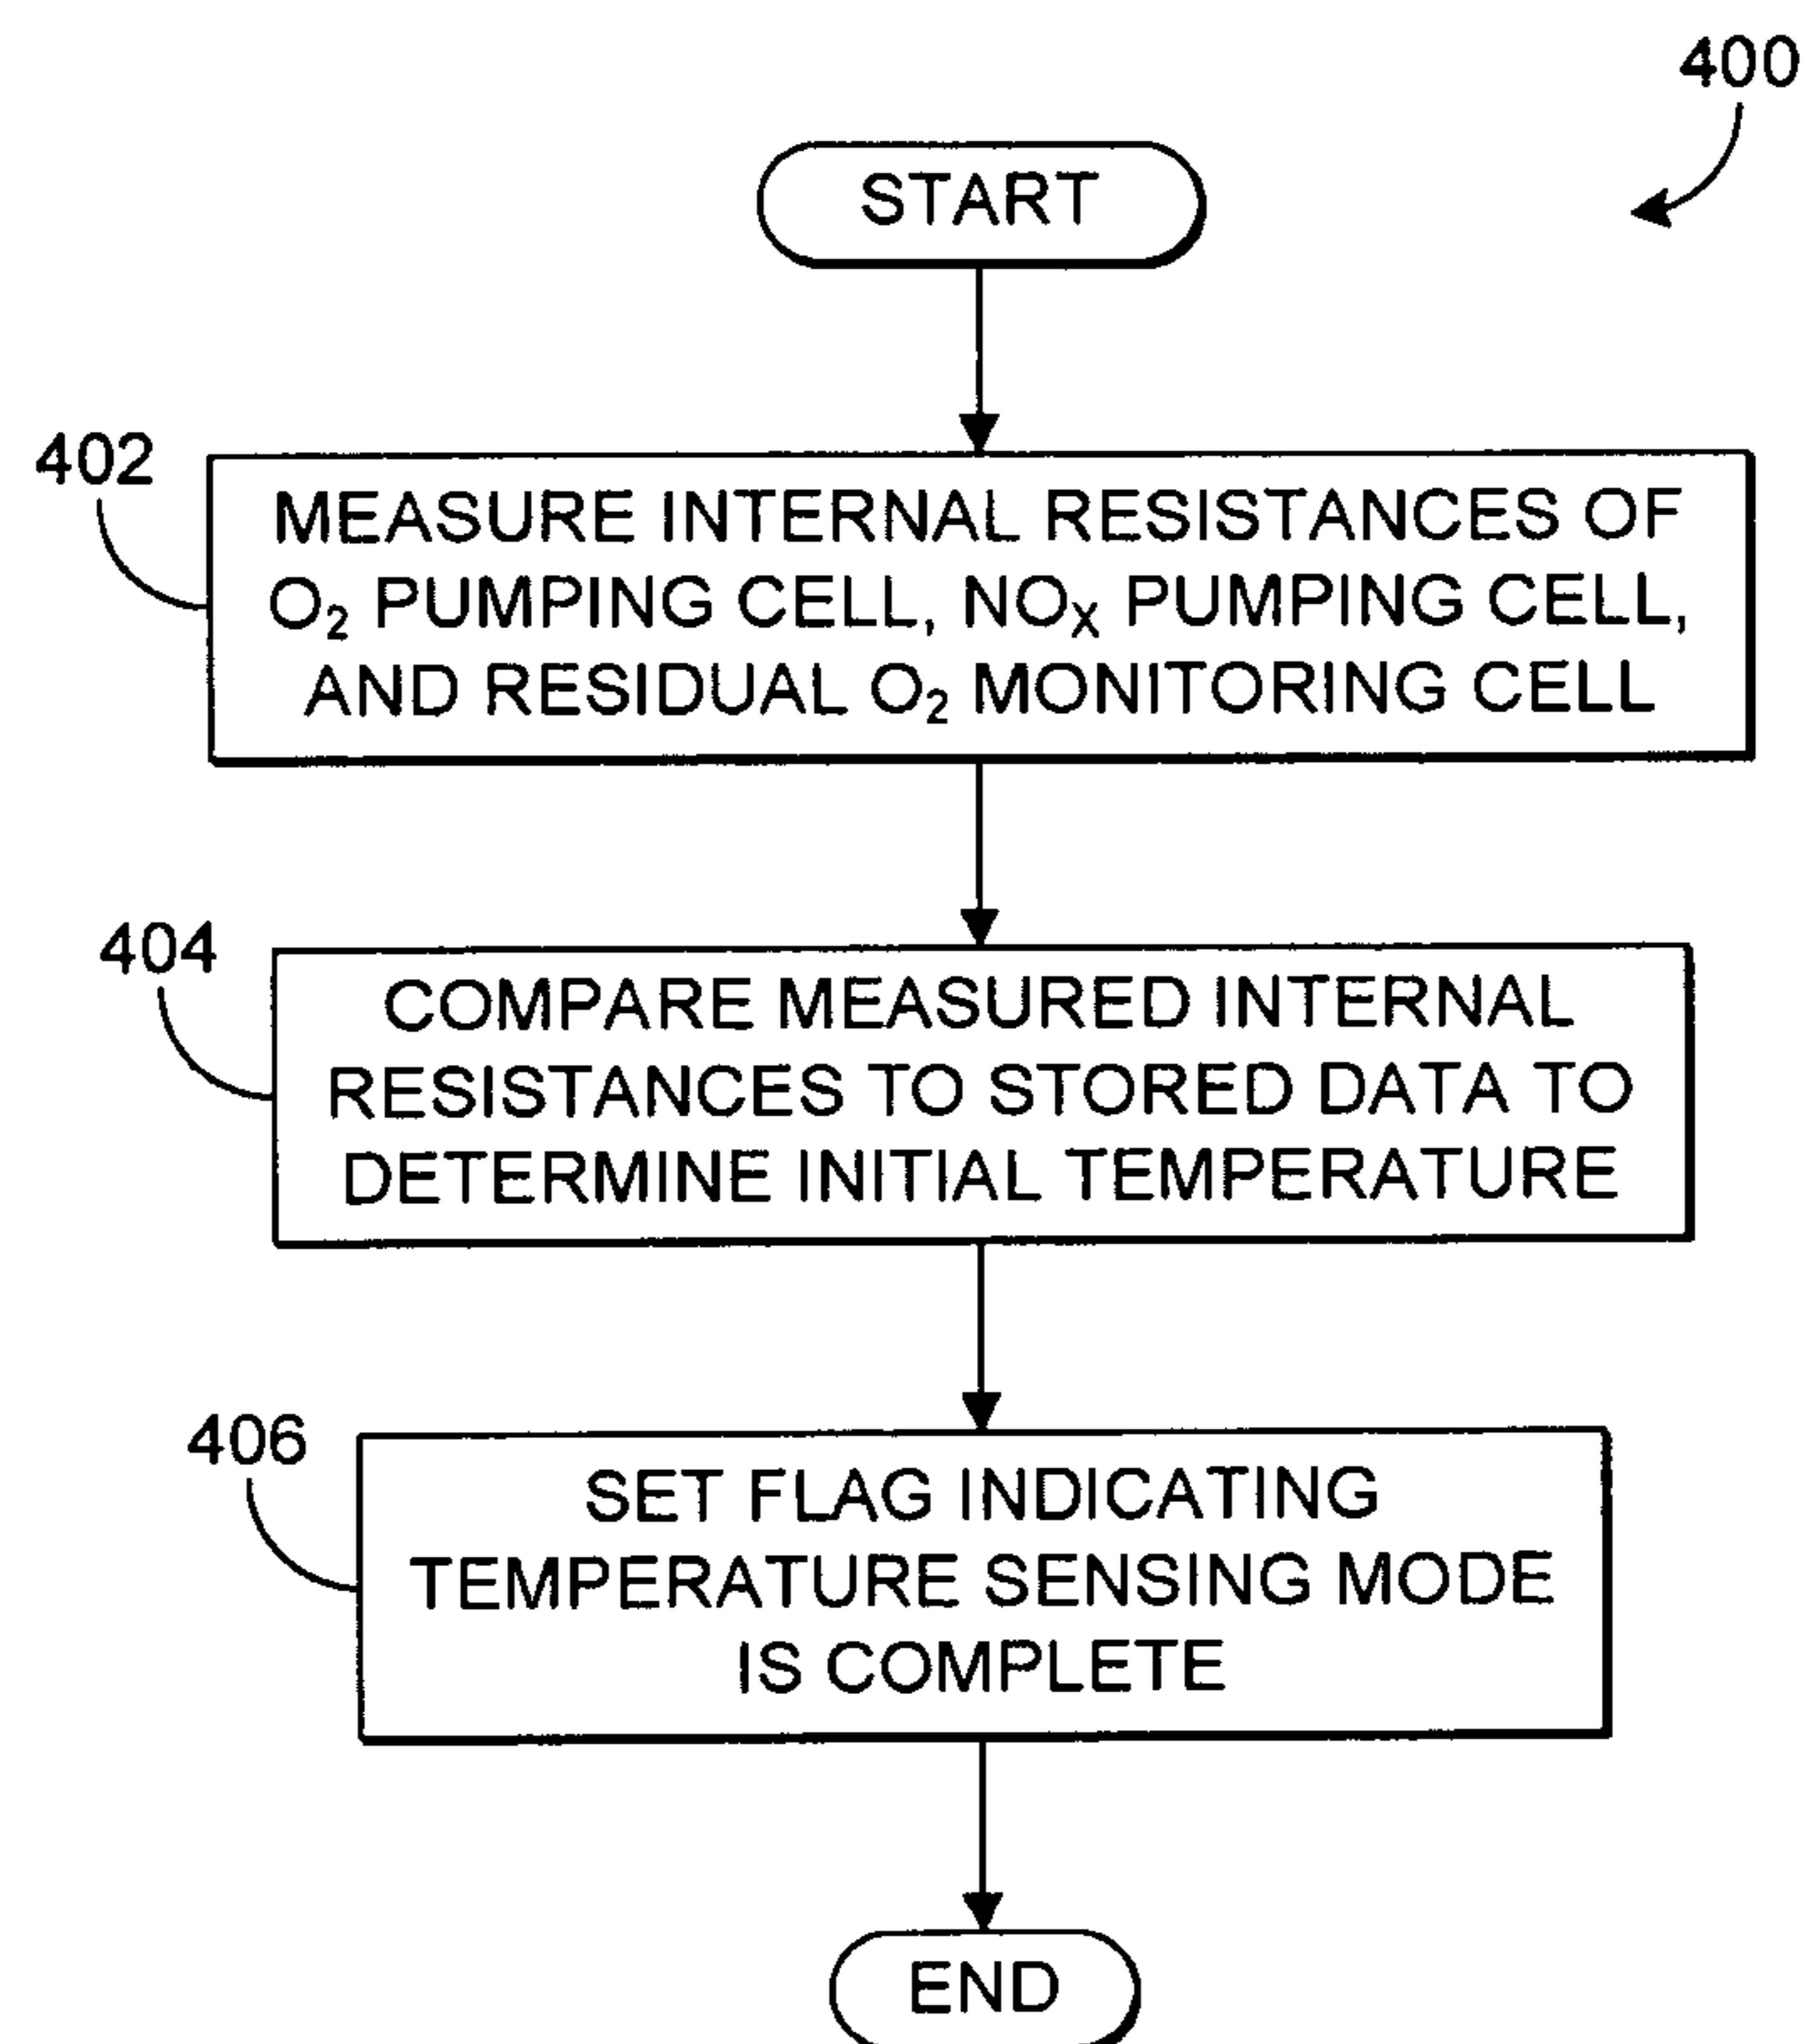 400
START
402
MEASURE INTERNAL RESISTANCES OF
O₂ PUMPING CELL, NOₓ PUMPING CELL,
AND RESIDUAL O₂ MONITORING CELL
404
COMPARE MEASURED INTERNAL
RESISTANCES TO STORED DATA TO
DETERMINE INITIAL TEMPERATURE
406
SET FLAG INDICATING
TEMPERATURE SENSING MODE
IS COMPLETE
END